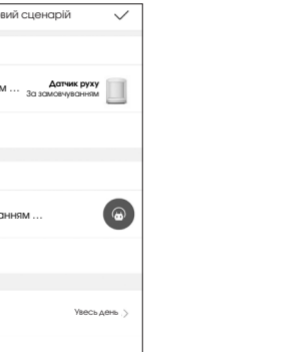 вий сценарій
м ... Датчик руху
За замовчуванням
анням ...
Увесь день